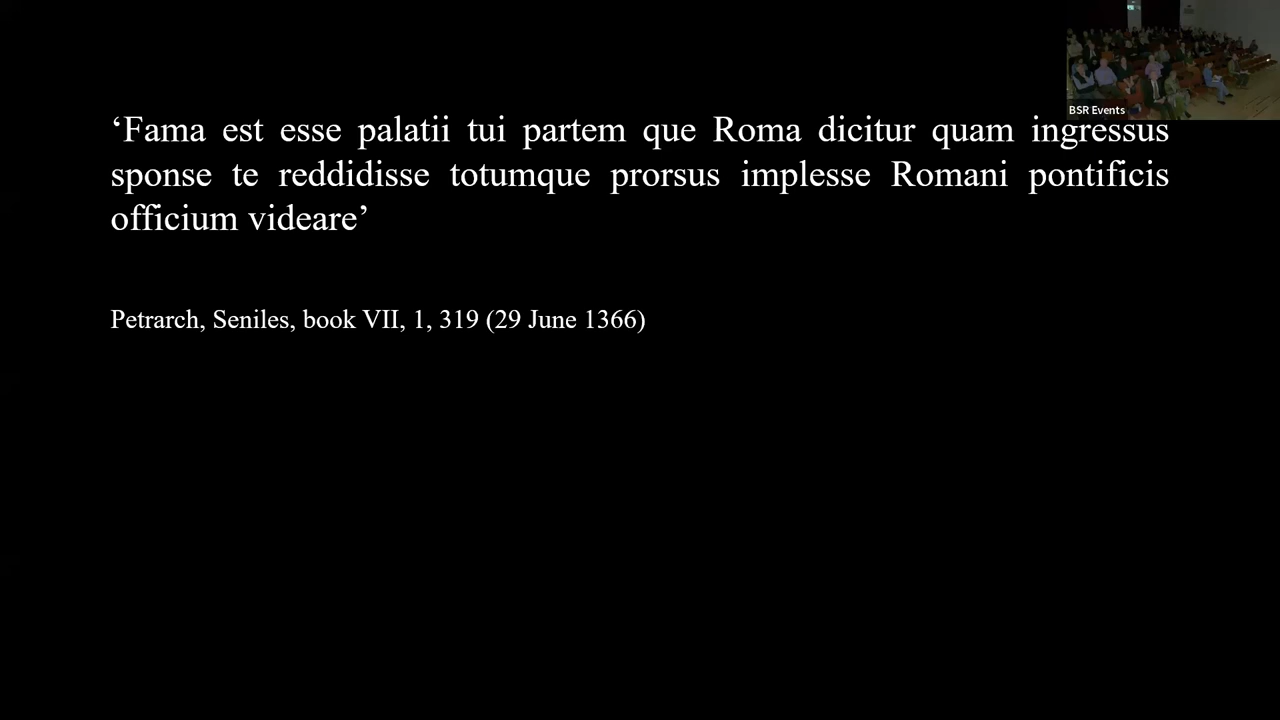 BSR Events
‘Fama est esse palatii tui partem que Roma dicitur quam ingressus
sponse te reddidisse totumque prorsus implesse Romani pontificis
officium videare’
Petrarch, Seniles, book VII, 1, 319 (29 June 1366)